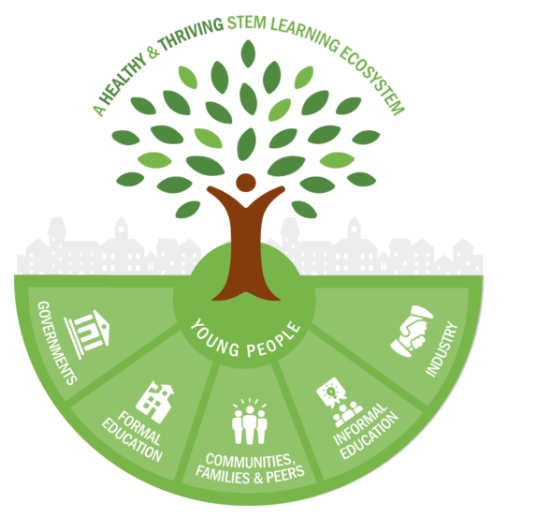 A HEALTHY & THRIVING STEM LEARNING ECOSYSTEM
YOUNG PEOPLE
GOVERNMENTS
FORMAL
EDUCATION
COMMUNITIES,
FAMILIES & PEERS
INFORMAL
EDUCATION
INDUSTRY